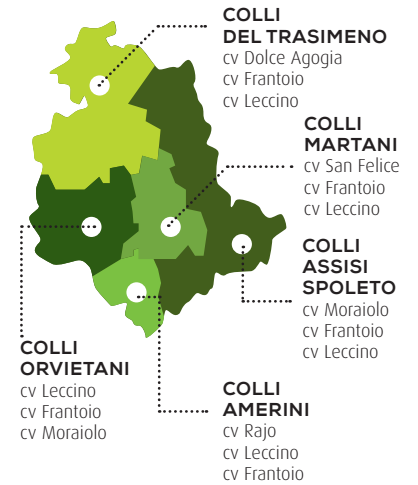 COLLI
DEL TRASIMENO
cv Dolce Agogia
cv Frantoio
cv Leccino
COLLI
MARTANI
cv San Felice
cv Frantoio
cv Leccino
COLLI
ASSISI
SPOLETO
cv Moraiolo
cv Frantoio
cv Leccino
COLLI
ORVIETANI
cv Leccino
cv Frantoio
cv Moraiolo
COLLI
AMERINI
cv Rajo
cv Leccino
cv Frantoio